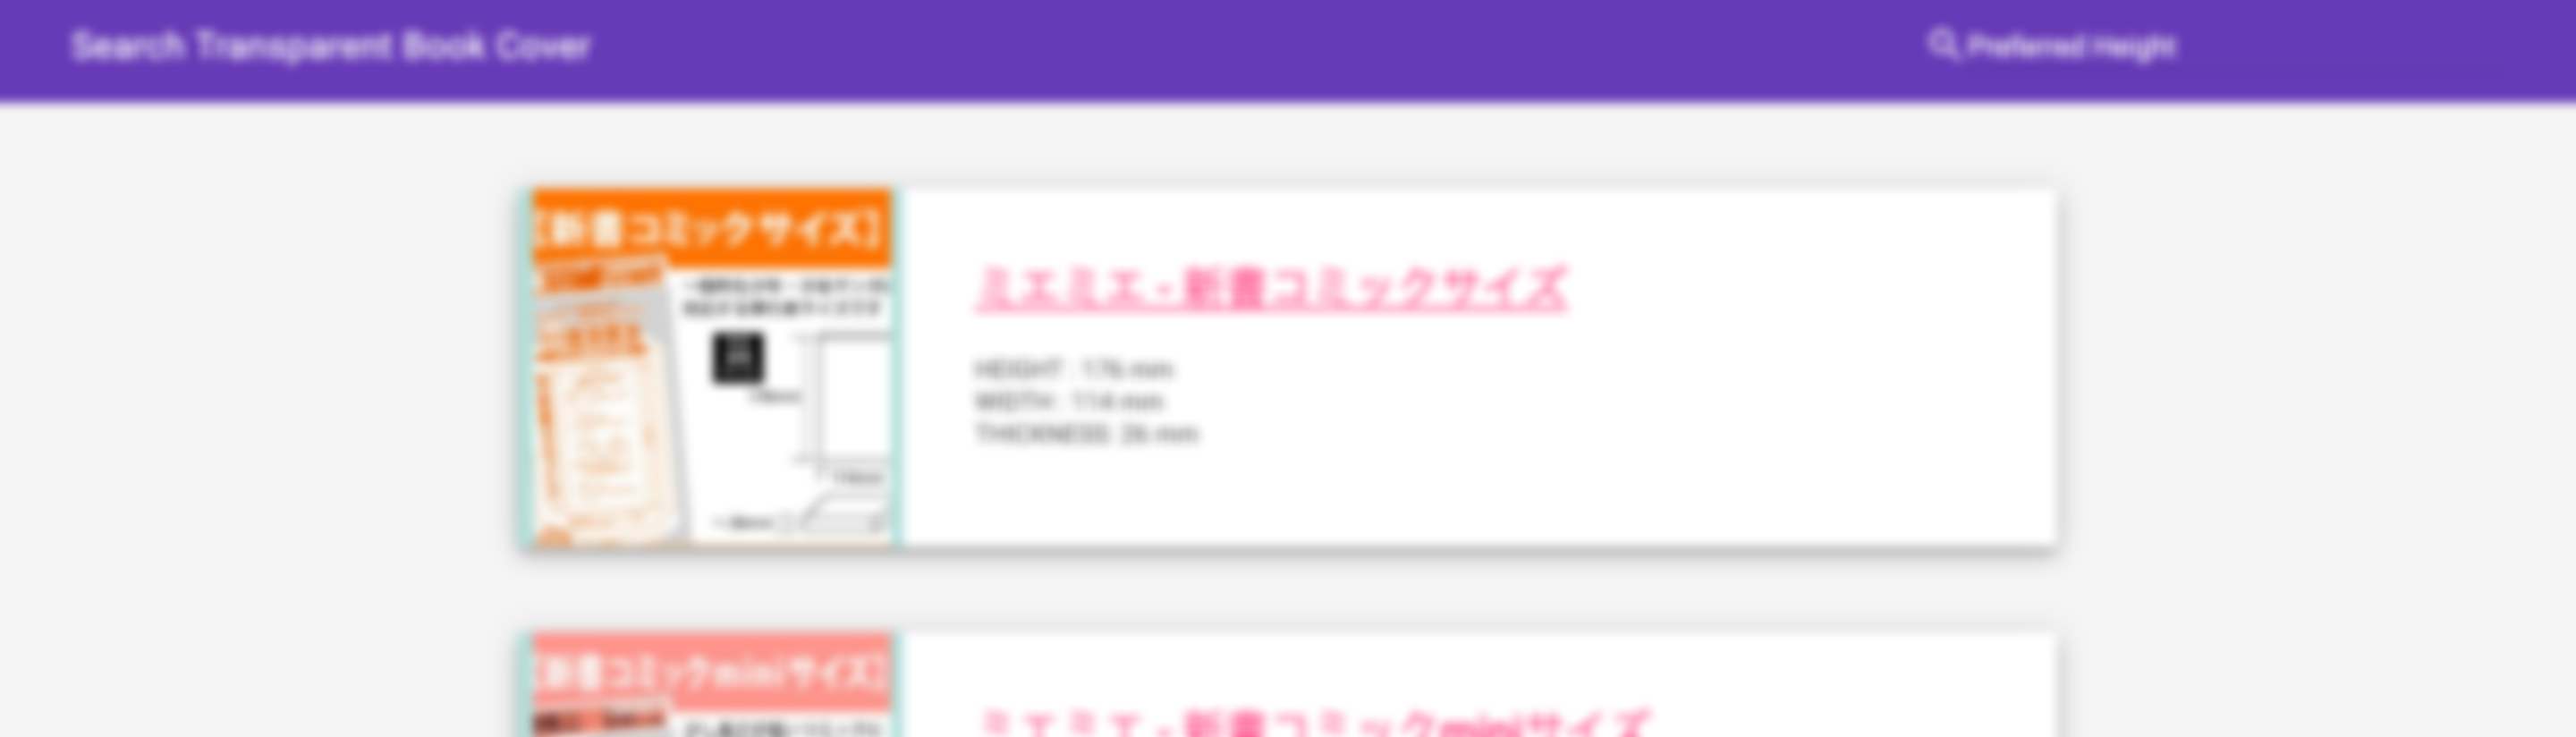 Search Transparent Book Cover
Preferred Height
［新書コミックサイズ］
ミエミエ・新書コミックサイズ
HEIGHT : 176 mm
WIDTH : 114 mm
THICKNESS: 26 mm
［新書コミックminiサイズ］
ミエミエ・新書コミックminiサイズ